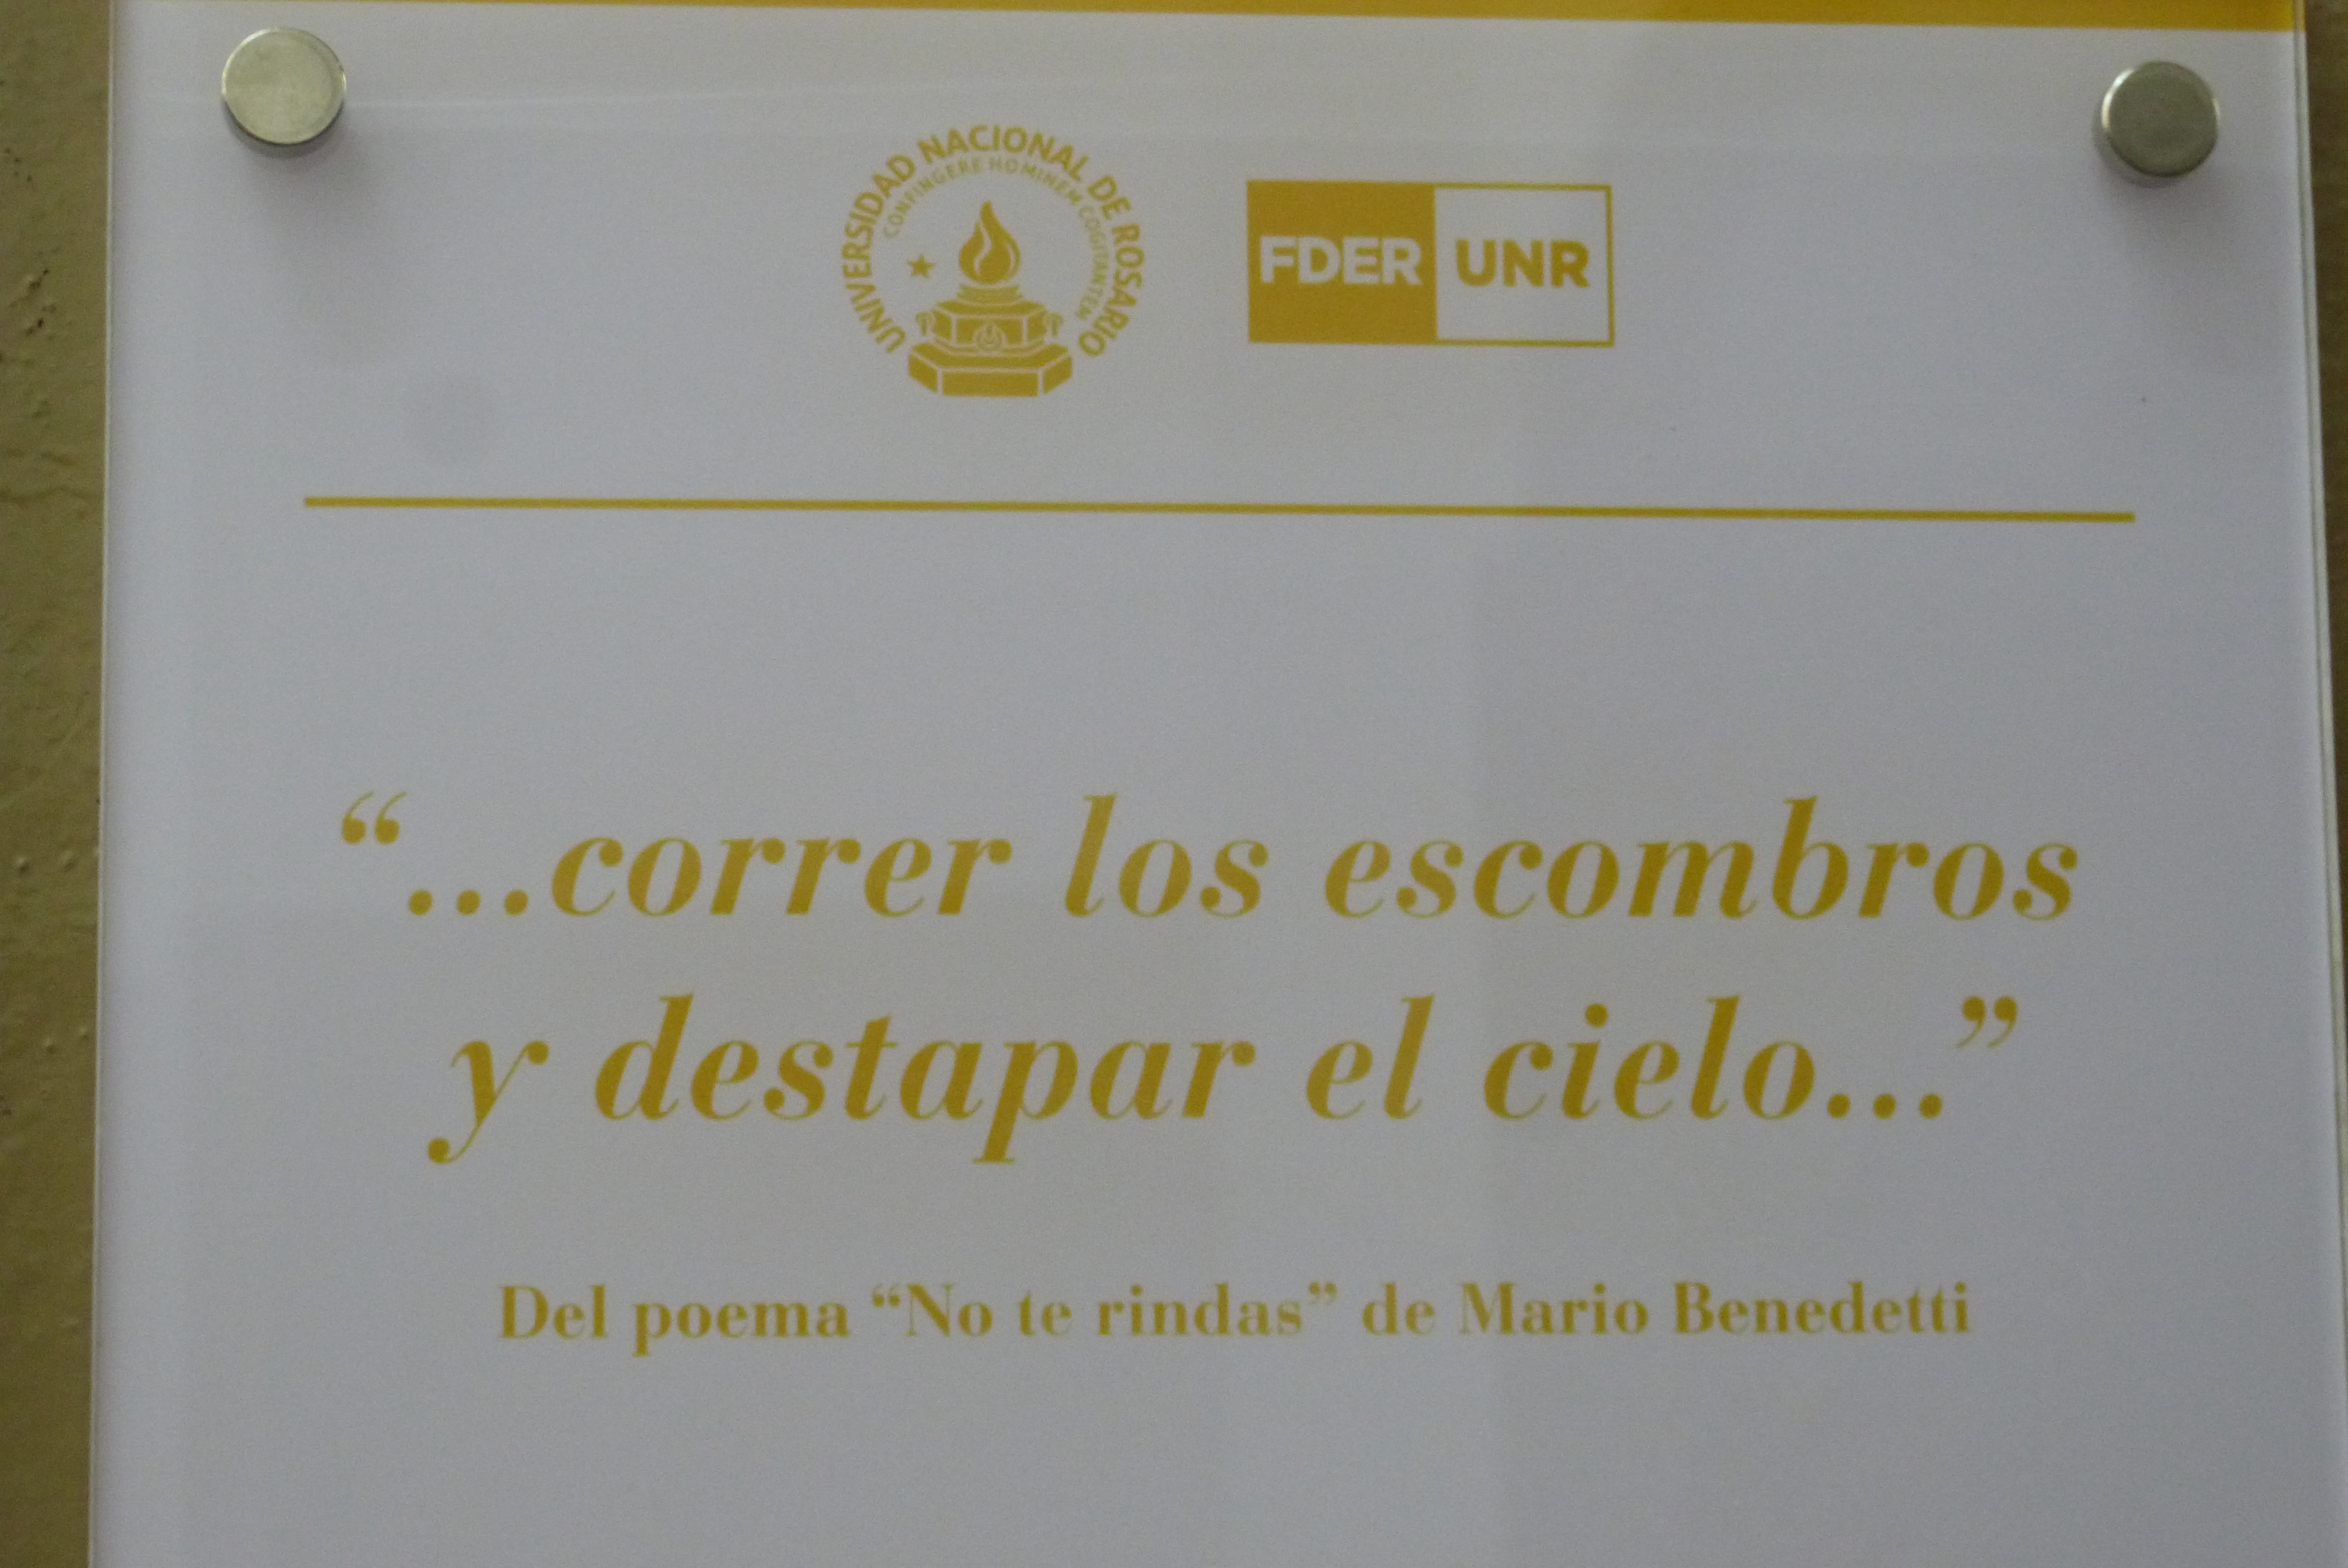 UNIVERSIDAD NACIONAL DE ROSARIO
CONFINGERE HOMINEM COGITANTEM
FDER UNR
“...correr los escombros
y destapar el cielo...”
Del poema “No te rindas” de Mario Benedetti